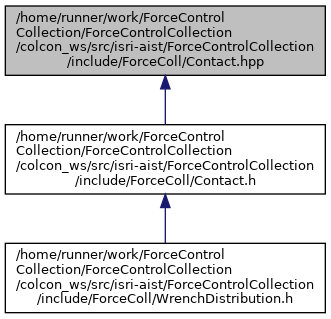 /home/runner/work/ForceControl
Collection/ForceControlCollection
/colcon_ws/src/isri-aist/ForceControlCollection
/include/ForceColl/Contact.hpp
/home/runner/work/ForceControl
Collection/ForceControlCollection
/colcon_ws/src/isri-aist/ForceControlCollection
/include/ForceColl/Contact.h
/home/runner/work/ForceControl
Collection/ForceControlCollection
/colcon_ws/src/isri-aist/ForceControlCollection
/include/ForceColl/WrenchDistribution.h